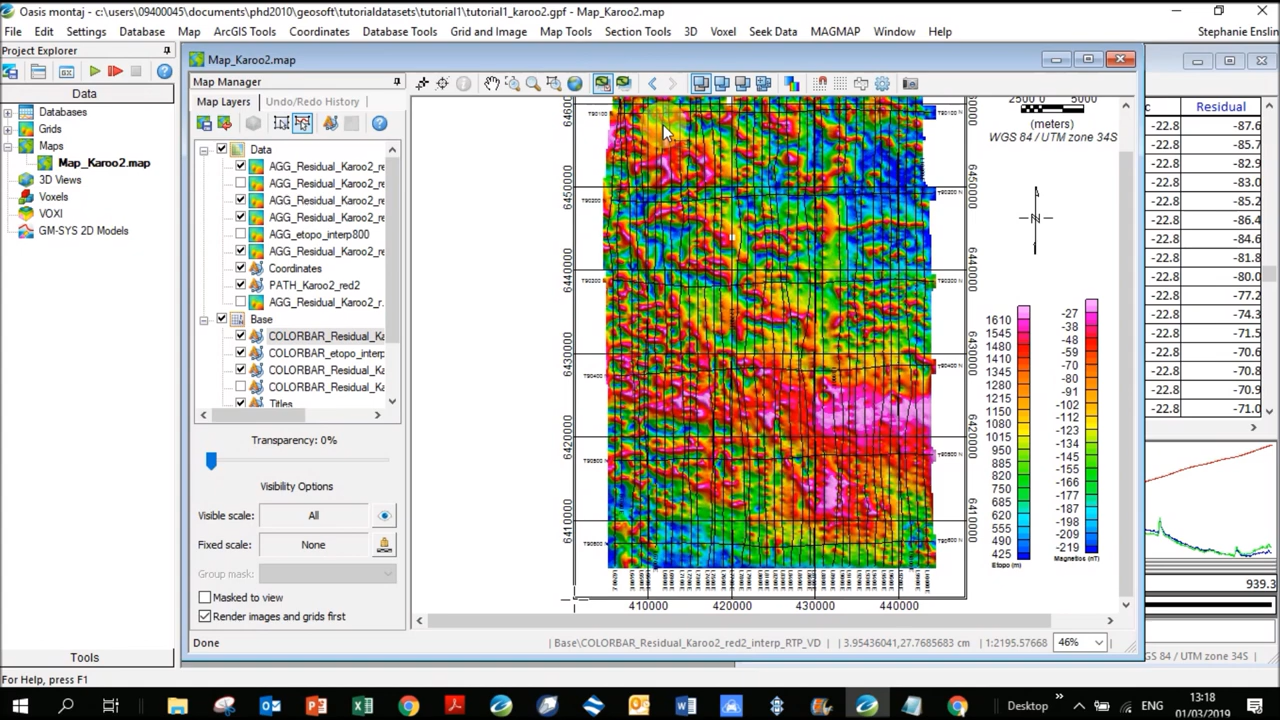 Oasis montaj - c:\users\09400045\documents\phd2010\geosoft\tutorialdatasets\tutorial1\tutorial1_karoo2.gpf - Map_Karoo2.map
File Edit Settings Database Map ArcGIS Tools Coordinates Database Tools Grid and Image Map Tools Section Tools 3D Voxel Seek Data MAGMAP Window Help Stephanie Enslin
Project Explorer
Data
Databases
Grids
Maps
Map_Karoo2.map
3D Views
Voxels
VOXI
GM-SYS 2D Models
Tools
For Help, press F1
Map_Karoo2.map
Map Manager
Map Layers Undo/Redo History
Data
AGG_Residual_Karoo2_re
AGG_Residual_Karoo2_re
AGG_Residual_Karoo2_re
AGG_Residual_Karoo2_re
AGG_etopo_interp800
AGG_Residual_Karoo2_re
Coordinates
PATH_Karoo2_red2
AGG_Residual_Karoo2_r.
Base
COLORBAR_Residual_Ka
COLORBAR_etopo_interp
COLORBAR_Residual_Ka
COLORBAR_Residual_Ka
Titles
Transparency: 0%
Visibility Options
Visible scale: All
Fixed scale: None
Group mask:
Masked to view
Render images and grids first
Done
2500 0 5000
(meters)
WGS 84 / UTM zone 34S
N
6450000
6440000
6430000
6420000
6410000
6450000
6440000
6430000
6420000
6410000
410000 420000 430000 440000
1610
1545
1480
1410
1345
1280
1215
1150
1080
1015
950
885
820
750
685
620
555
490
425
Etopo (m)
-27
-38
-48
-59
-70
-80
-91
-102
-112
-123
-134
-145
-155
-166
-177
-187
-198
-209
-219
Magnetics (nT)
Base\COLORBAR_Residual_Karoo2_red2_interp_RTP_VD 3.95436041,27.7685683 cm 1:2195.57668 46%
c Residual
-22.8 -87.6
-22.8 -85.7
-22.8 -82.9
-22.8 -83.0
-22.8 -85.2
-22.8 -86.4
-22.8 -84.6
-22.8 -81.8
-22.8 -80.0
-22.8 -77.2
-22.8 -74.3
-22.8 -71.5
-22.8 -70.6
-22.8 -70.8
-22.8 -70.9
-22.8 -71.0
939.3
WGS 84 / UTM zone 34S
Desktop
ENG
13:18
01/03/2019